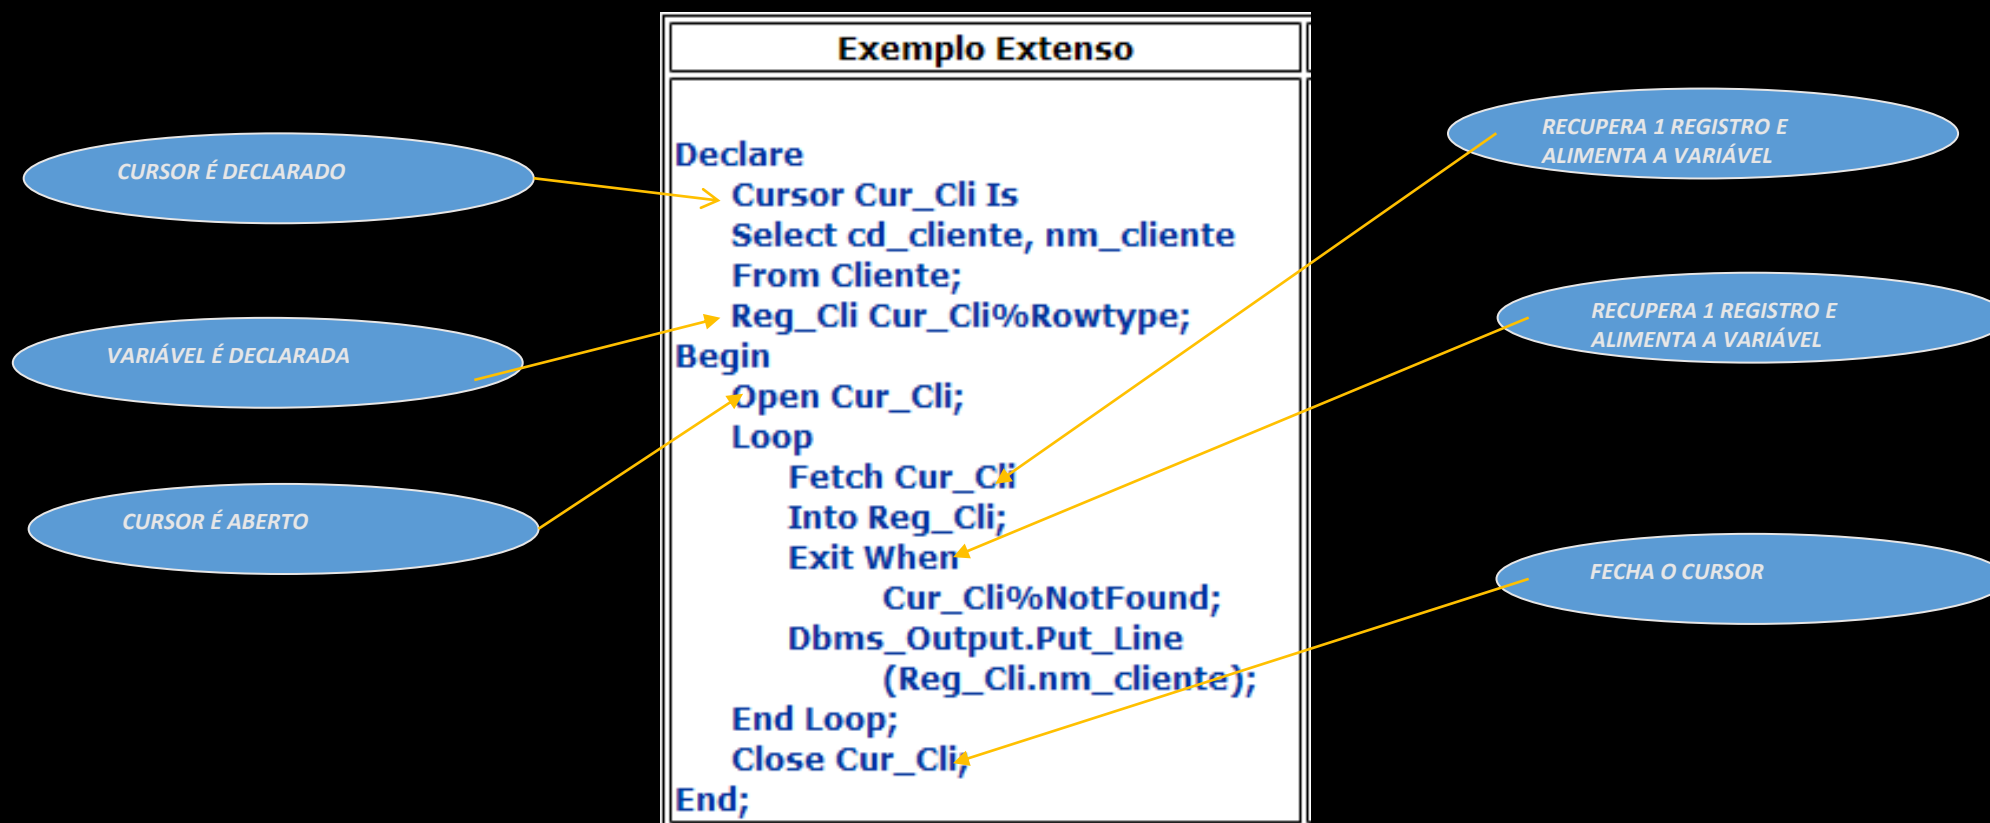 Exemplo Extenso
CURSOR É DECLARADO
VARIÁVEL É DECLARADA
CURSOR É ABERTO
Declare
Cursor Cur_Cli Is
Select cd_cliente, nm_cliente
From Cliente;
Reg_Cli Cur_Cli%Rowtype;
Begin
Open Cur_Cli;
Loop
Fetch Cur_Cli
Into Reg_Cli;
Exit When
Cur_Cli%NotFound;
Dbms_Output.Put_Line
(Reg_Cli.nm_cliente);
End Loop;
Close Cur_Cli;
End;
RECUPERA 1 REGISTRO E
ALIMENTA A VARIÁVEL
RECUPERA 1 REGISTRO E
ALIMENTA A VARIÁVEL
FECHA O CURSOR